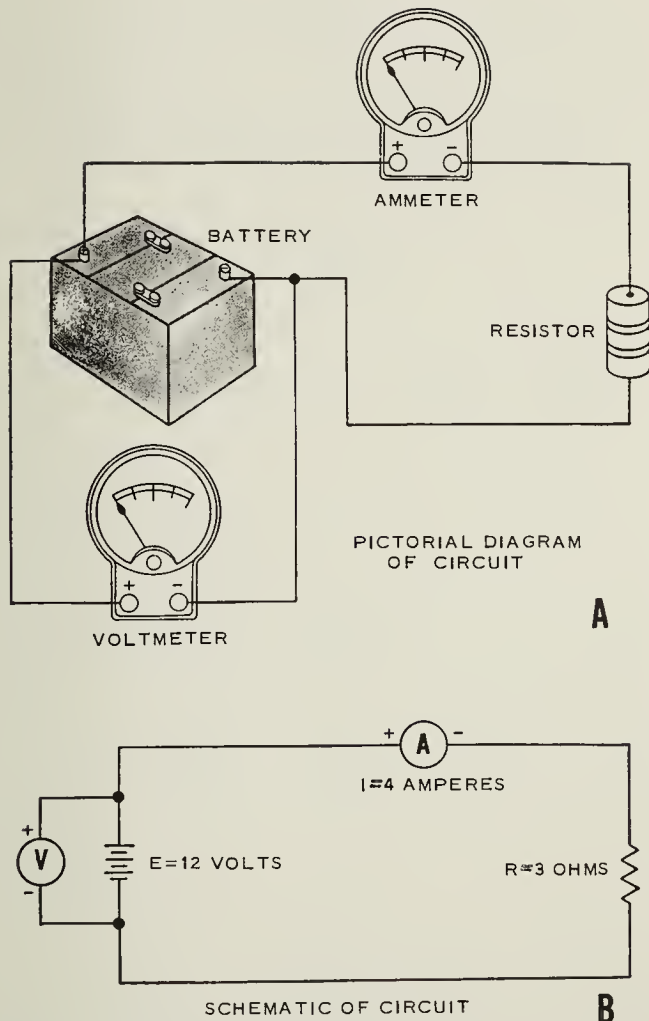 + -
AMMETER
BATTERY
RESISTOR
+ -
VOLTMETER
PICTORIAL DIAGRAM
OF CIRCUIT
A
+ A -
I=4 AMPERES
+
V
-
E=12 VOLTS
R=3 OHMS
SCHEMATIC OF CIRCUIT
B